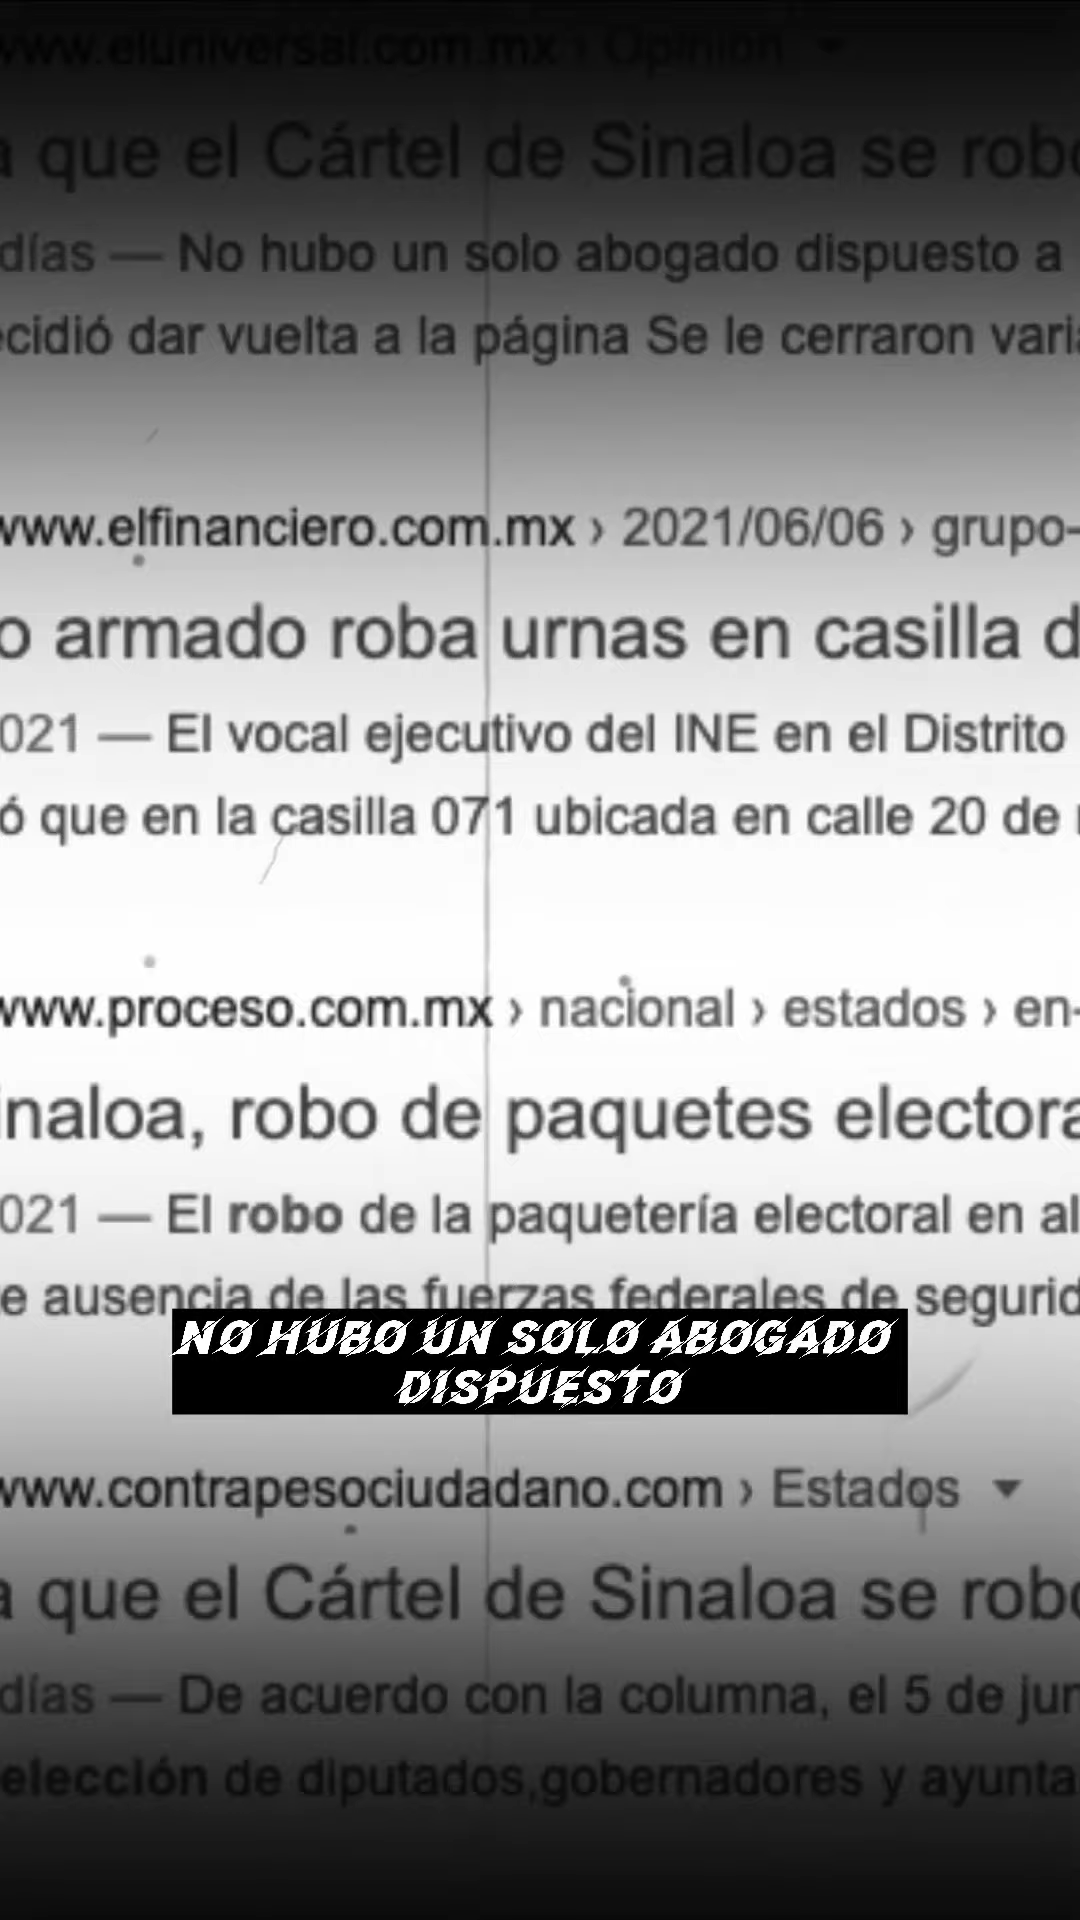 www.eluniversal.com.mx › Opinión
a que el Cártel de Sinaloa se robó
días — No hubo un solo abogado dispuesto a
ecidió dar vuelta a la página Se le cerraron varia
www.elfinanciero.com.mx › 2021/06/06 › grupo-
o armado roba urnas en casilla d
021 — El vocal ejecutivo del INE en el Distrito
ó que en la casilla 071 ubicada en calle 20 de
www.proceso.com.mx › nacional › estados › en-
inaloa, robo de paquetes electora
021 — El robo de la paquetería electoral en al
e ausencia de las fuerzas federales de segurid
NO HUBO UN SOLO ABOGADO
DISPUESTO
www.contrapesociudadano.com › Estados
a que el Cártel de Sinaloa se robó
días — De acuerdo con la columna, el 5 de jun
elección de diputados,gobernadores y ayunta